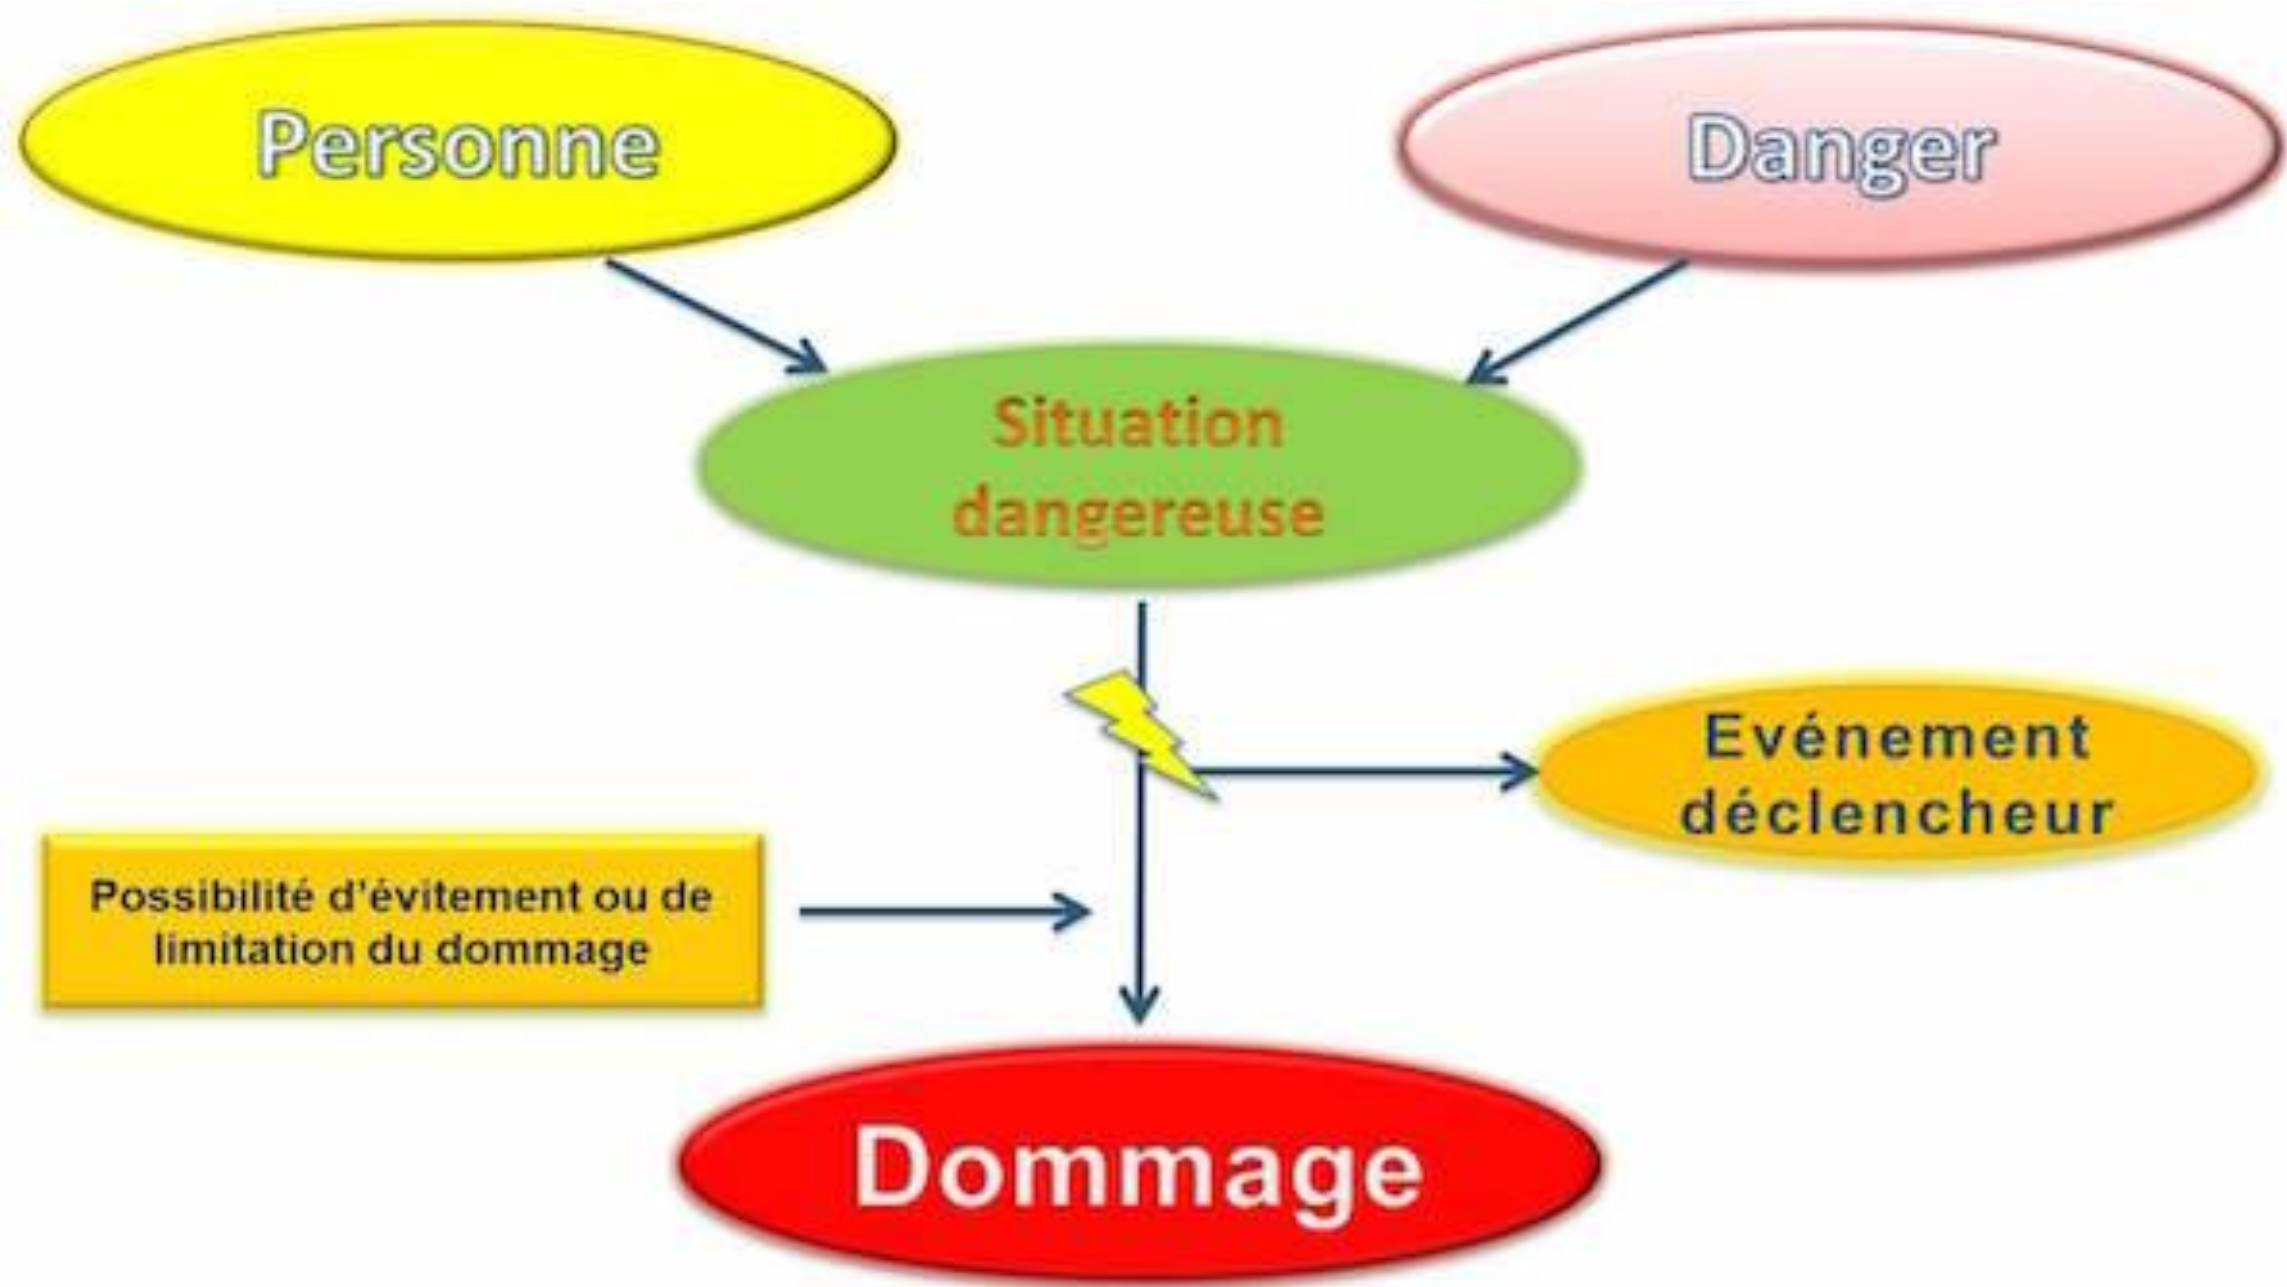 Personne
Danger
Situation
dangereuse
Evénement
déclencheur
Possibilité d'évitement ou de
limitation du dommage
Dommage